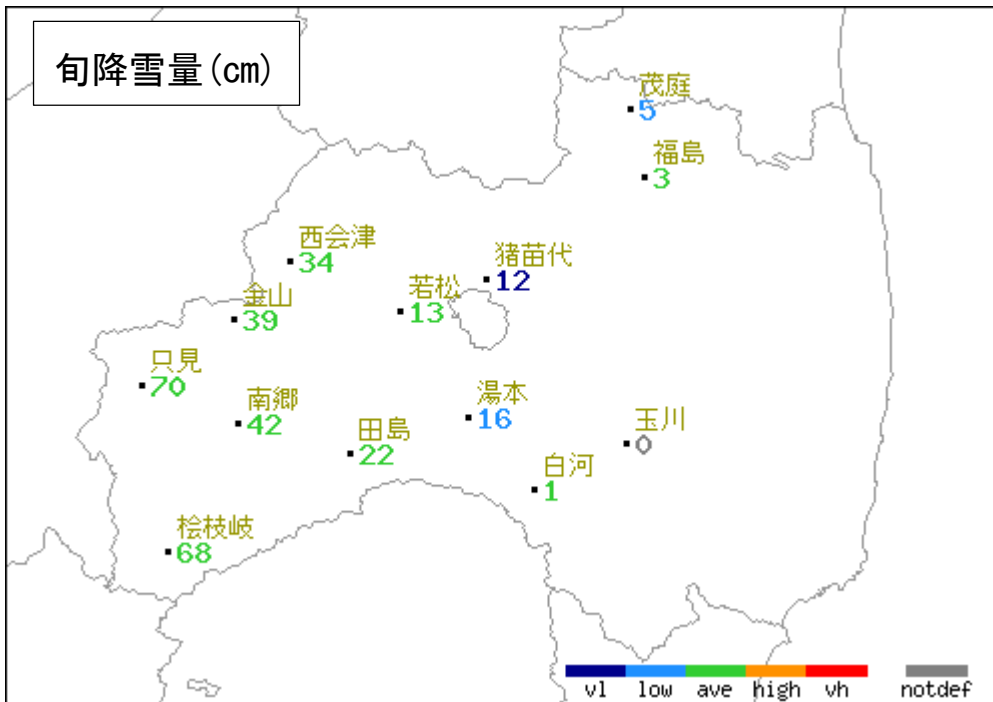 旬降雪量(cm)
茂庭
5
福島
3
西会津
34
猪苗代
12
金山
39
若松
13
只見
70
南郷
42
湯本
16
田島
22
玉川
0
白河
1
桧枝岐
68
vl low ave high vh notdef